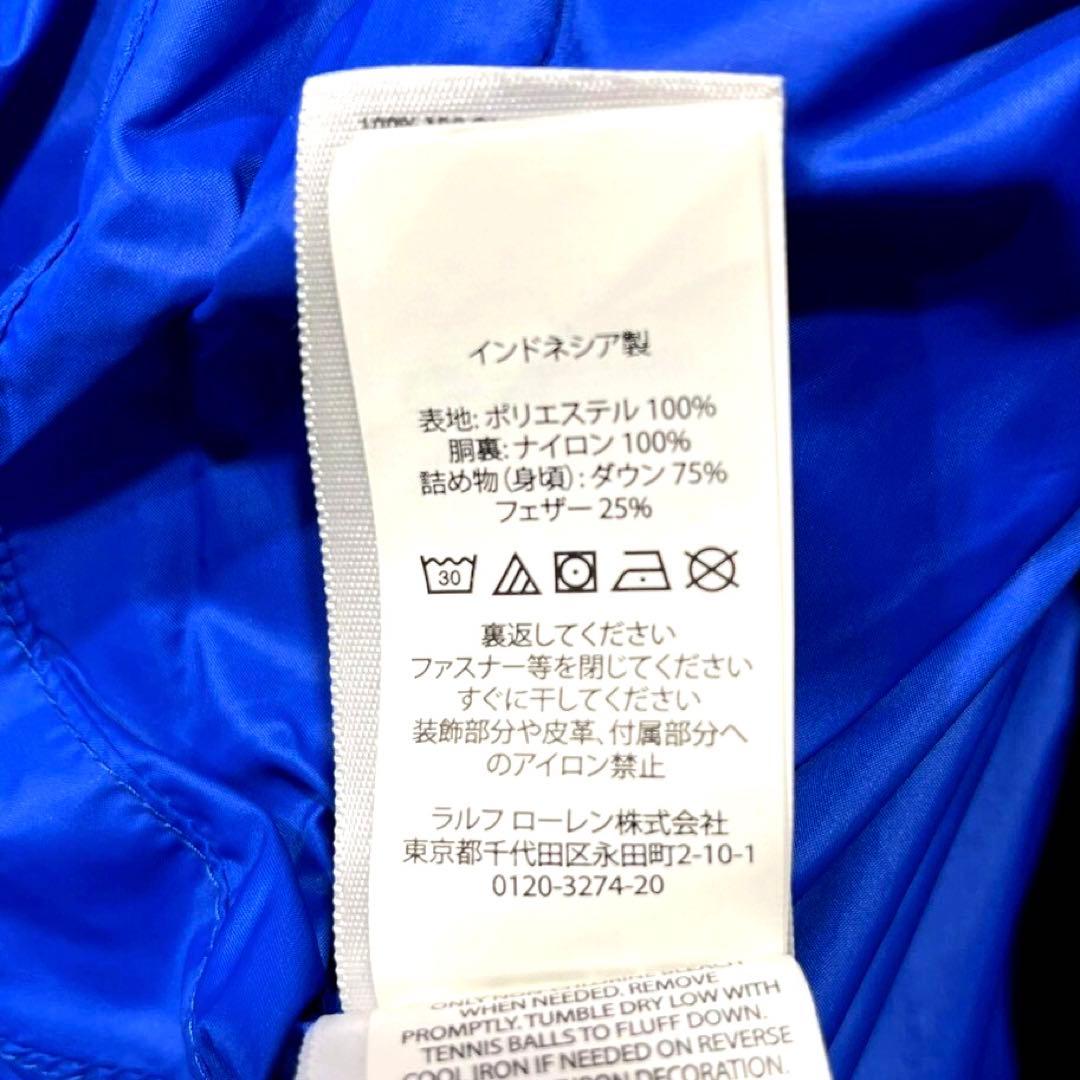 100%
インドネシア製
表地: ポリエステル 100%
胴裏: ナイロン 100%
詰め物 (身頃) : ダウン 75%
フェザー 25%
30
裏返してください
ファスナー等を閉じてください
すぐに干してください
装飾部分や皮革、付属部分へ
のアイロン禁止
ラルフ ローレン株式会社
東京都千代田区永田町2-10-1
0120-3274-20
ONLY NON-CHLORINE BLEACH
WHEN NEEDED. REMOVE
PROMPTLY. TUMBLE DRY LOW WITH
TENNIS BALLS TO FLUFF DOWN.
COOL IRON IF NEEDED ON REVERSE
IRON DECORATION.